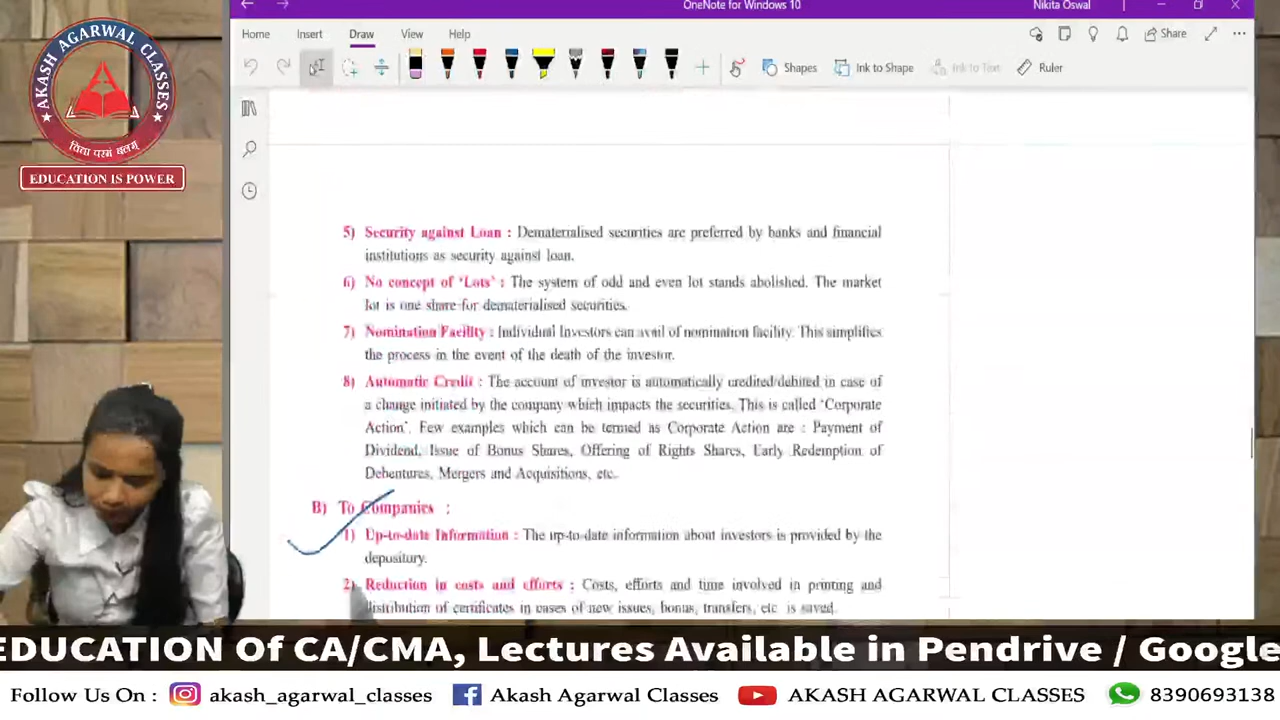 OneNote for Windows 10
Nikita Oswal
Home Insert Draw View Help
Share
Shapes Ink to Shape Ink to Text Ruler
AKASH AGARWAL CLASSES
विद्या परमं बलम्
EDUCATION IS POWER
5) Security against Loan : Dematerialised securities are preferred by banks and financial
institutions as security against loan.
6) No concept of 'Lots' : The system of odd and even lot stands abolished. The market
lot is one share for dematerialised securities.
7) Nomination Facility : Individual Investors can avail of nomination facility. This simplifies
the process in the event of the death of the investor.
8) Automatic Credit : The account of investor is automatically credited/debited in case of
a change initiated by the company which impacts the securities. This is called 'Corporate
Action'. Few examples which can be termed as Corporate Action are : Payment of
Dividend, Issue of Bonus Shares, Offering of Rights Shares, Early Redemption of
Debentures, Mergers and Acquisitions, etc.
B) To Companies :
1) Up-to-date Information : The up-to-date information about investors is provided by the
depository.
2) Reduction in costs and efforts : Costs, efforts and time involved in printing and
distribution of certificates in cases of new issues, bonus, transfers, etc is saved.
EDUCATION Of CA/CMA, Lectures Available in Pendrive / Google
Follow Us On : akash_agarwal_classes Akash Agarwal Classes AKASH AGARWAL CLASSES 8390693138